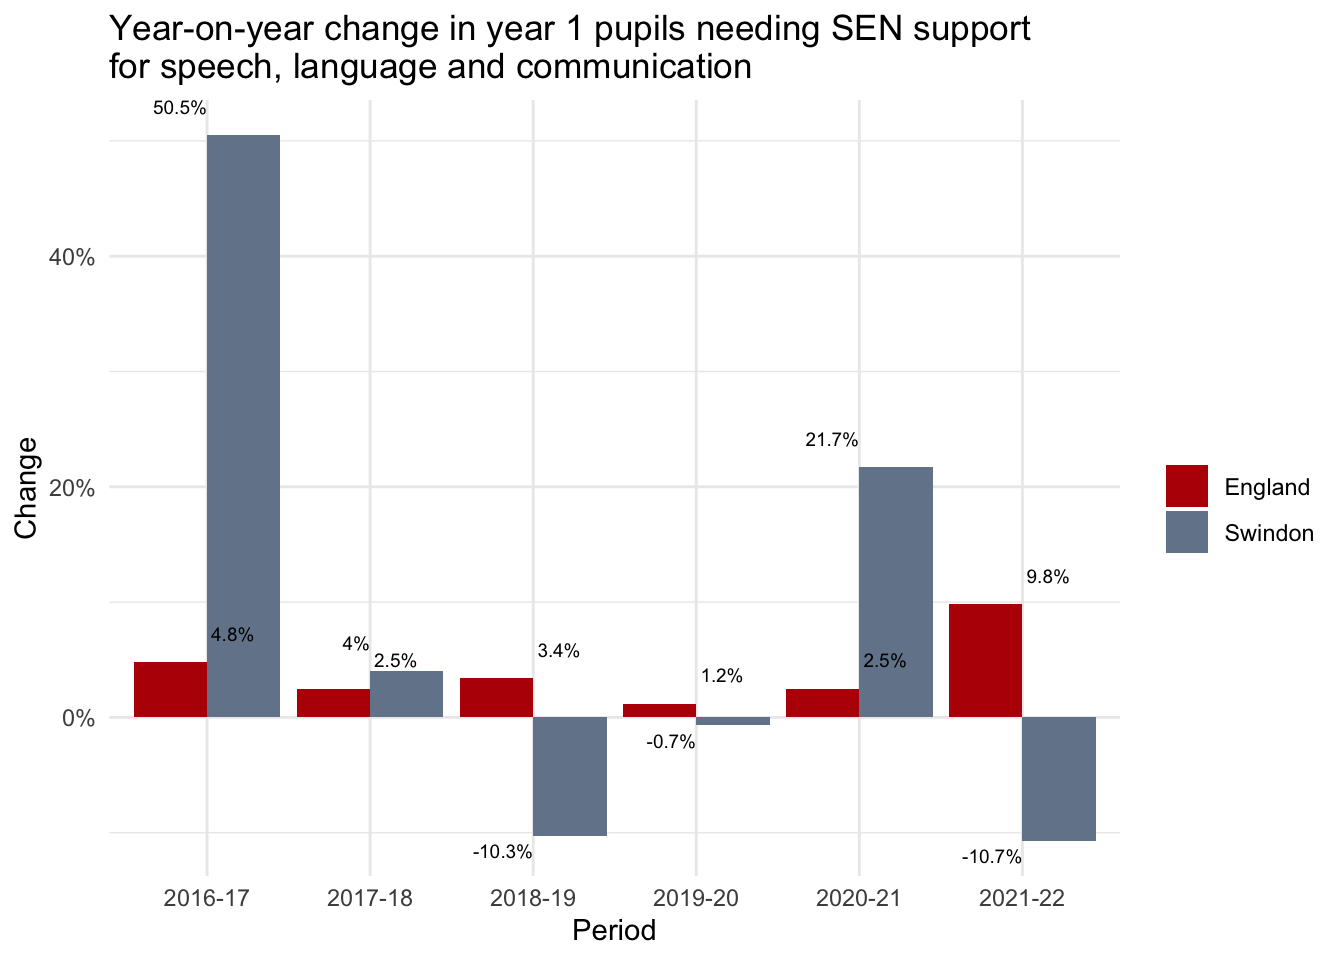 Year-on-year change in year 1 pupils needing SEN support
for speech, language and communication
50.5%
40%
21.7%
20%
9.8%
4.8%
4%
2.5%
3.4%
1.2%
2.5%
0%
-0.7%
-10.3%
-10.7%
Change
England
Swindon
2016-17 2017-18 2018-19 2019-20 2020-21 2021-22
Period